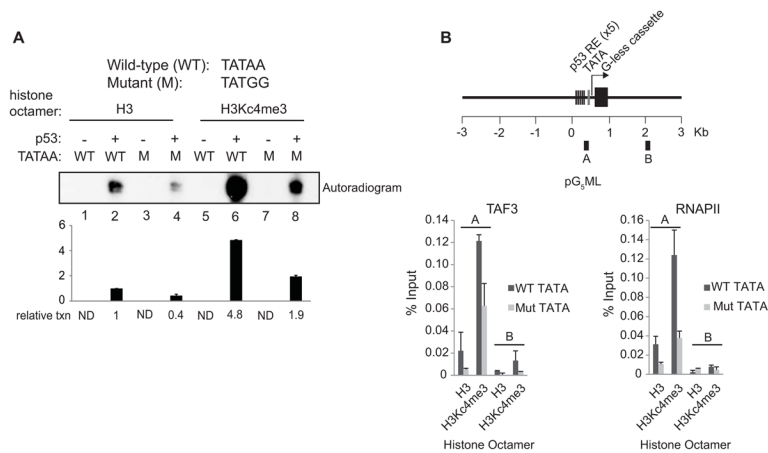 A
Wild-type (WT): TATAA
Mutant (M): TATGG
histone octamer: H3 H3Kc4me3
p53: - + - + - + - +
TATAA: WT WT M M WT WT M M
Autoradiogram
1 2 3 4 5 6 7 8
6
4
2
0
relative txn ND 1 ND 0.4 ND 4.8 ND 1.9
B
p53 RE (x5)
TATA
G-less cassette
-3 -2 -1 0 1 2 3 Kb
A B
pG5ML
TAF3
% Input
0.14
0.12
0.10
0.08
0.06
0.04
0.02
0
A
WT TATA
Mut TATA
B
H3 H3Kc4me3 H3 H3Kc4me3
Histone Octamer
RNAPII
% Input
0.16
0.14
0.12
0.10
0.08
0.06
0.04
0.02
0
A
WT TATA
Mut TATA
B
H3 H3Kc4me3 H3 H3Kc4me3
Histone Octamer